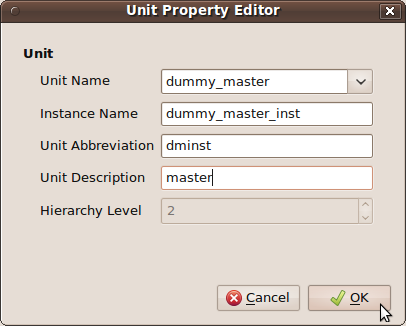 Unit Property Editor
Unit
Unit Name dummy_master
Instance Name dummy_master_inst
Unit Abbreviation dminst
Unit Description master
Hierarchy Level 2
Cancel OK